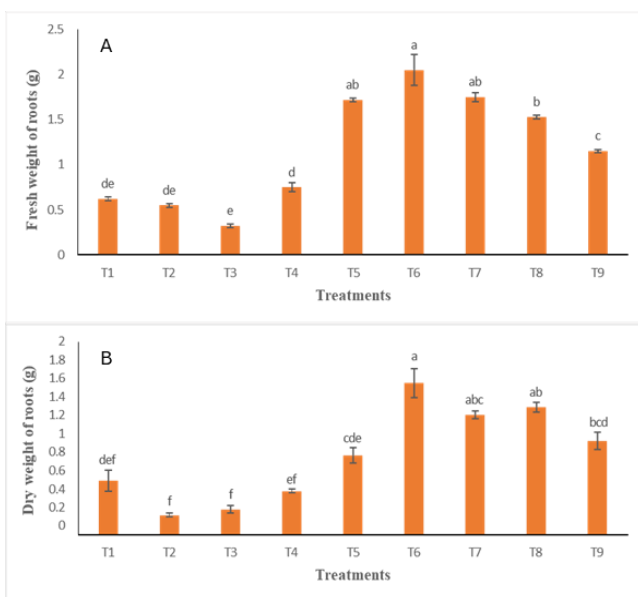 A
Fresh weight of roots (g)
2.5
2
1.5
1
0.5
0
de
de
e
d
ab
a
ab
b
c
T1 T2 T3 T4 T5 T6 T7 T8 T9
Treatments
B
Dry weight of roots (g)
2
1.8
1.6
1.4
1.2
1
0.8
0.6
0.4
0.2
0
def
f
f
ef
cde
a
abc
ab
bcd
T1 T2 T3 T4 T5 T6 T7 T8 T9
Treatments